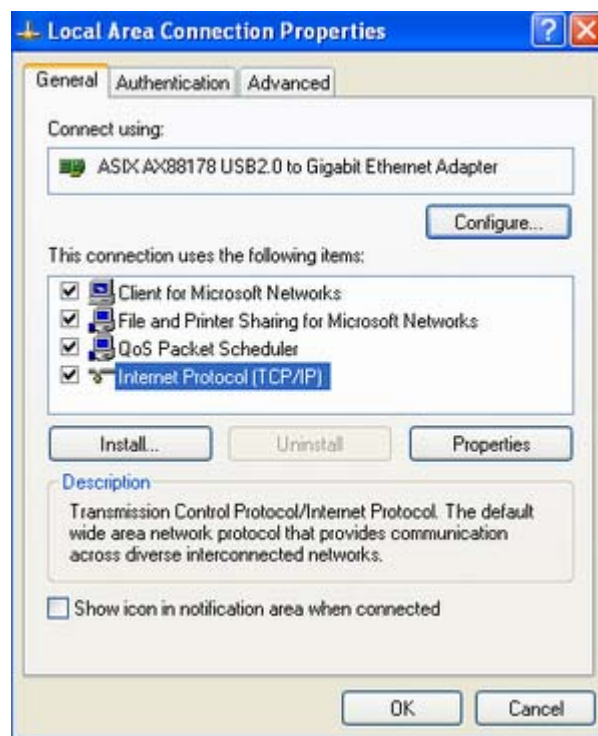 Local Area Connection Properties
General Authentication Advanced
Connect using:
ASIX AX88178 USB2.0 to Gigabit Ethernet Adapter
Configure...
This connection uses the following items:
Client for Microsoft Networks
File and Printer Sharing for Microsoft Networks
QoS Packet Scheduler
Internet Protocol (TCP/IP)
Install... Uninstall Properties
Description
Transmission Control Protocol/Internet Protocol. The default
wide area network protocol that provides communication
across diverse interconnected networks.
Show icon in notification area when connected
OK Cancel